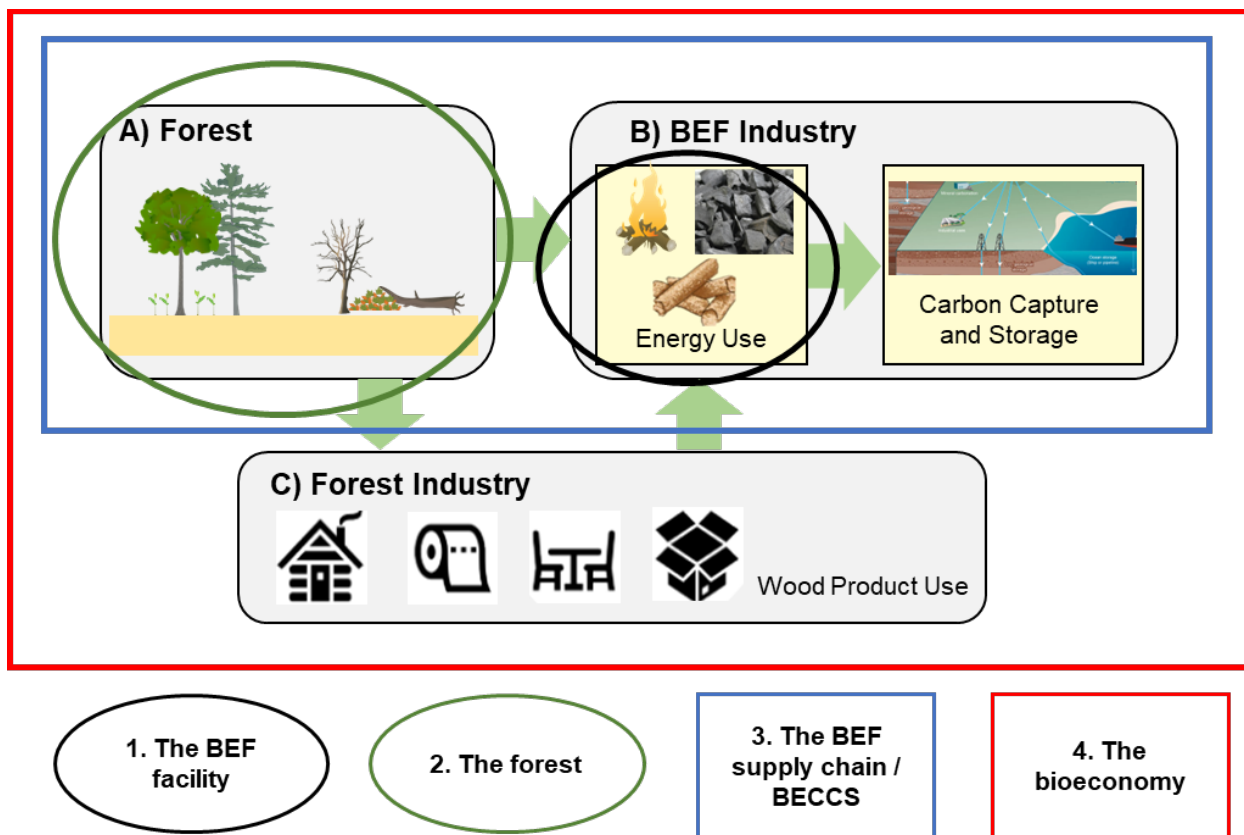 A) Forest
B) BEF Industry
Energy Use
Carbon Capture
and Storage
C) Forest Industry
Wood Product Use
1. The BEF
facility
2. The forest
3. The BEF
supply chain /
BECCS
4. The
bioeconomy